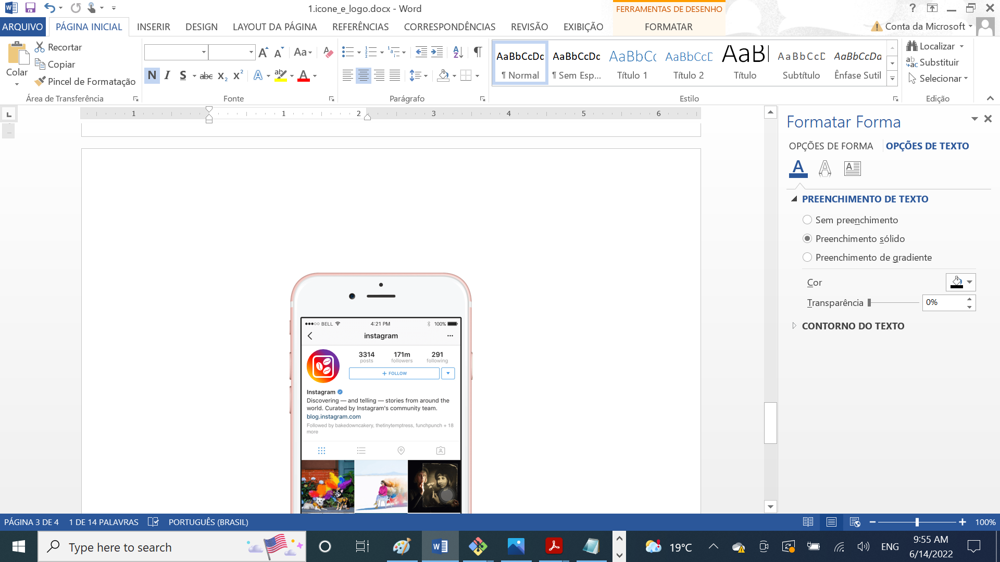 1.icone_e_logo.docx - Word
FERRAMENTAS DE DESENHO
?
ARQUIVO
PÁGINA INICIAL
INSERIR
DESIGN
LAYOUT DA PÁGINA
REFERÊNCIAS
CORRESPONDÊNCIAS
REVISÃO
EXIBIÇÃO
FORMATAR
Conta da Microsoft
Colar
Recortar
Copiar
Pincel de Formatação
Área de Transferência
Aa
N I S abc X₂ X² A ab A
Fonte
Parágrafo
AaBbCcDc
¶ Normal
AaBbCcDc
¶ Sem Esp...
AaBbCc
Título 1
AaBbCcD
Título 2
AaBl
Título
AaBbCcD
Subtítulo
AaBbCcDa
Ênfase Sutil
Estilo
Localizar
Substituir
Selecionar
Edição
1 1 2 3 4 5 6
Formatar Forma
OPÇÕES DE FORMA
OPÇÕES DE TEXTO
PREENCHIMENTO DE TEXTO
Sem preenchimento
Preenchimento sólido
Preenchimento de gradiente
Cor
Transparência
0%
CONTORNO DO TEXTO
BELL
4:21 PM
100%
instagram
3314
posts
171m
followers
291
following
+ FOLLOW
Instagram
Discovering — and telling — stories from around the
world. Curated by Instagram's community team.
blog.instagram.com
Followed by bakedowncakery, thetinytemptress, funchpunch + 18
more
PÁGINA 3 DE 4
1 DE 14 PALAVRAS
PORTUGUÊS (BRASIL)
100%
Type here to search
19°C
ENG
9:55 AM
6/14/2022